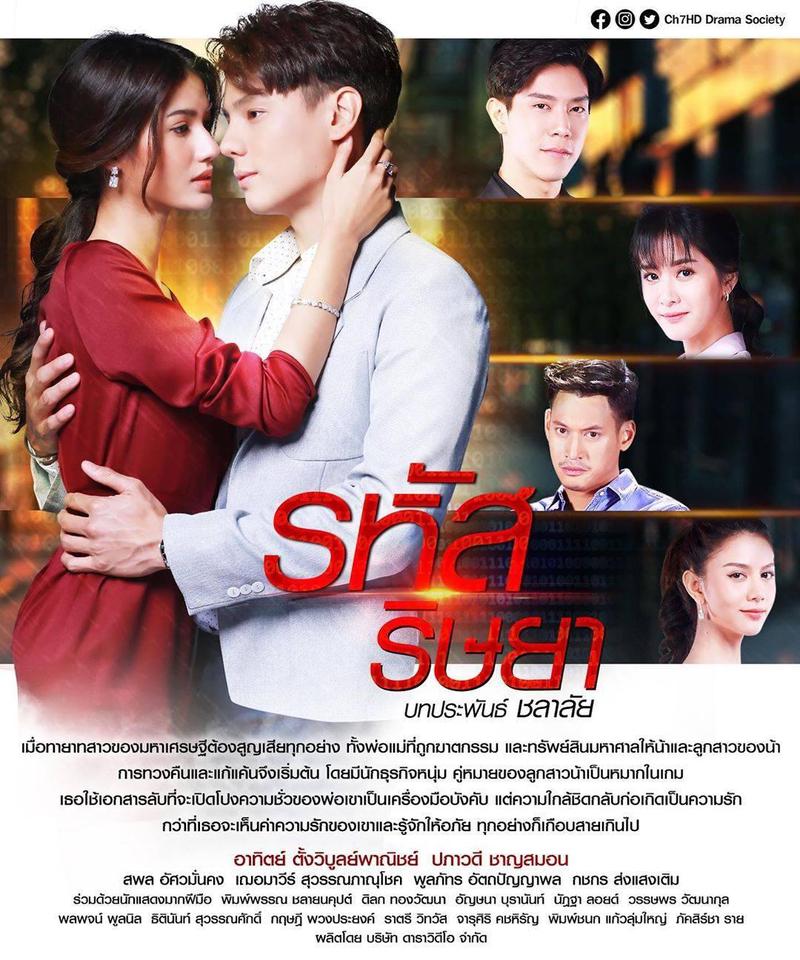 Ch7HD Drama Society
รหัส
ริษยา
บทประพันธ์ ชลาลัย
เมื่อทายาทสาวของมหาเศรษฐีต้องสูญเสียทุกอย่าง ทั้งพ่อแม่ที่ถูกฆาตกรรม และทรัพย์สินมหาศาลให้น้าและลูกสาวของน้า
การทวงคืนและแก้แค้นจึงเริ่มต้น โดยมีนักธุรกิจหนุ่ม คู่หมายของลูกสาวน้าเป็นหมากในเกม
เธอใช้เอกสารลับที่จะเปิดโปงความชั่วของพ่อเขาเป็นเครื่องมือบังคับ แต่ความใกล้ชิดกลับก่อเกิดเป็นความรัก
กว่าที่เธอจะเห็นค่าความรักของเขาและรู้จักให้อภัย ทุกอย่างก็เกือบสายเกินไป
อาทิตย์ ตั้งวิบูลย์พาณิชย์ ปภาวดี ชาญสมอน
สพล อัศวมั่นคง เฌอมาวีร์ สุวรรณภาณุโชค พูลภัทร อัตถปัญญาพล กชกร ส่งแสงเติม
ร่วมด้วยนักแสดงมากฝีมือ พิมพ์พรรณ ชลายนคุปต์ ดิลก ทองวัฒนา อัญษนา บุรานันท์ นัฏฐา ลอยด์ วรรษพร วัฒนากุล
พลพจน์ พูลนิล ธิตินันท์ สุวรรณศักดิ์ กฤษฎี พวงประยงค์ ราตรี วิทวัส จารุศิริ คชหิรัญ พิมพ์ชนก แก้วลุ่มใหญ่ ภัคสิร์ชา ราย
ผลิตโดย บริษัท ดาราวิดีโอ จำกัด